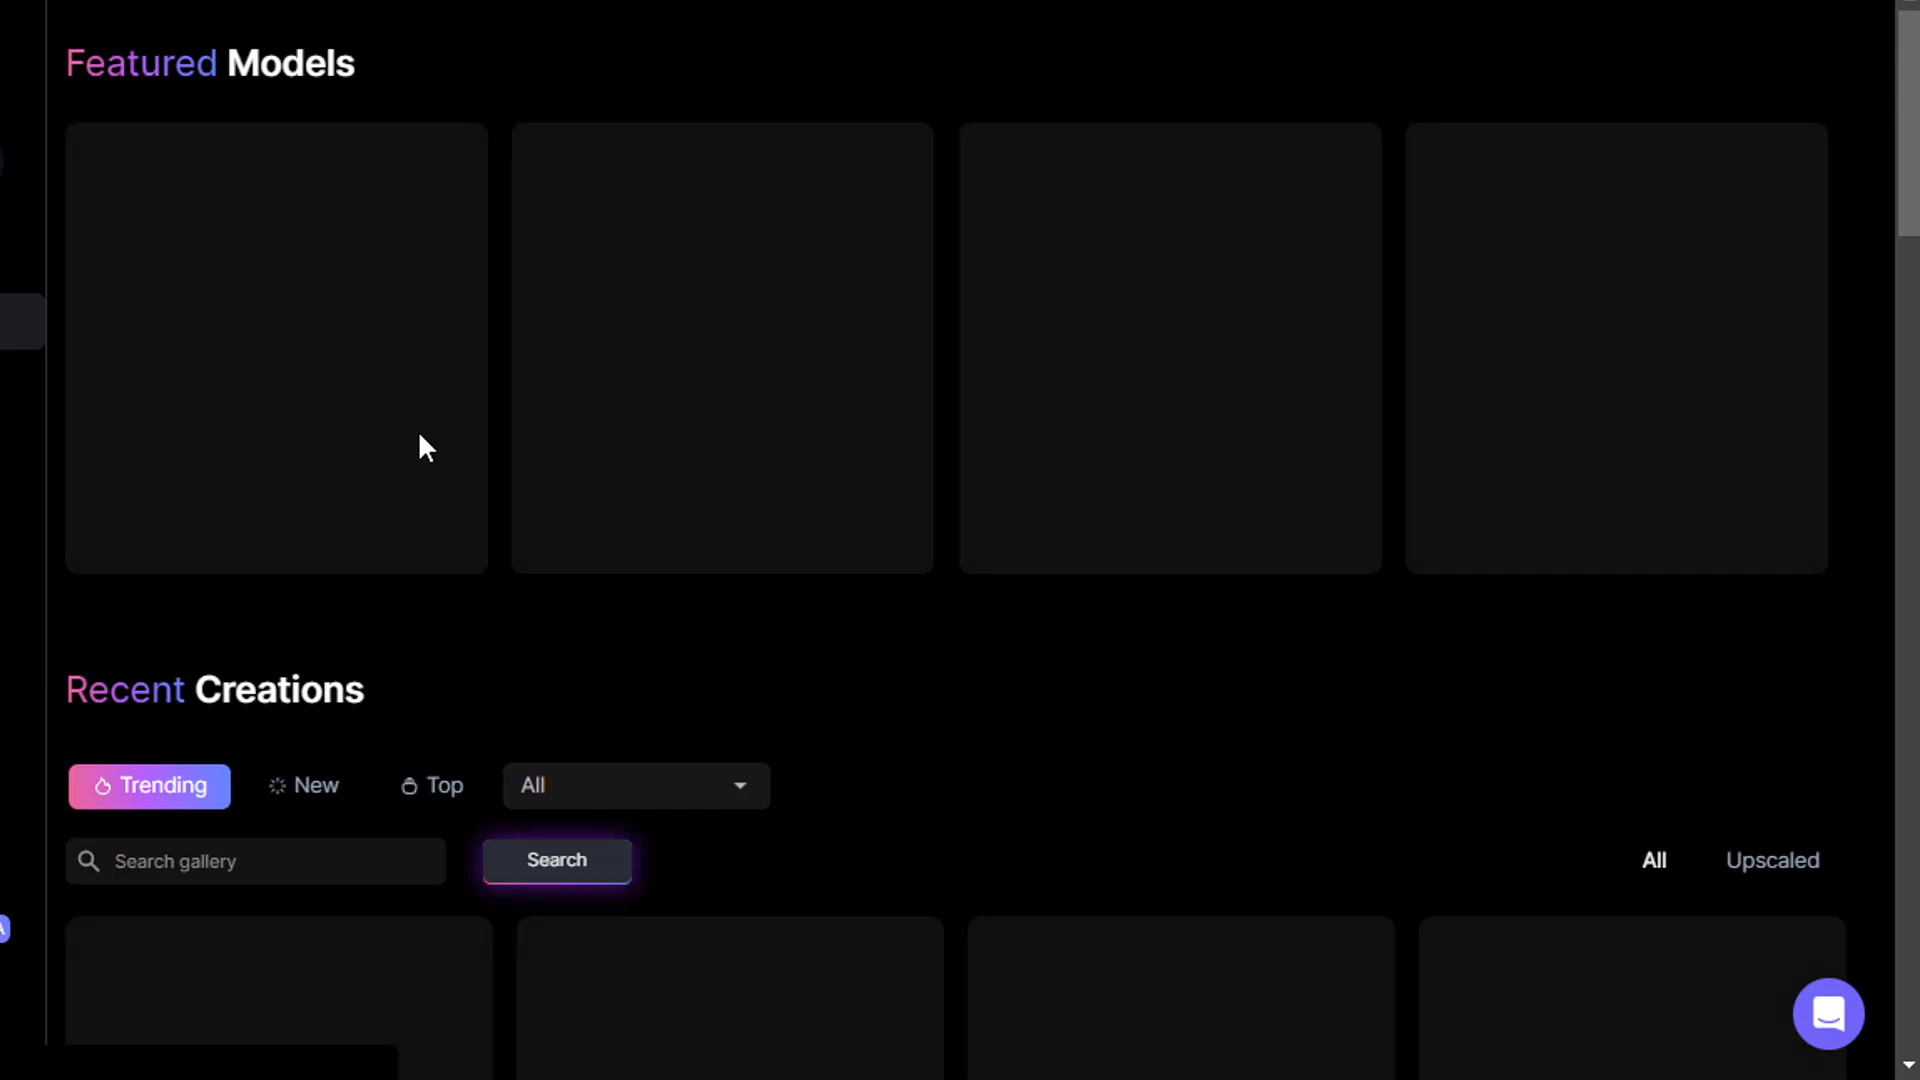 Featured Models
Recent Creations
Trending New Top All
Search gallery Search All Upscaled
A